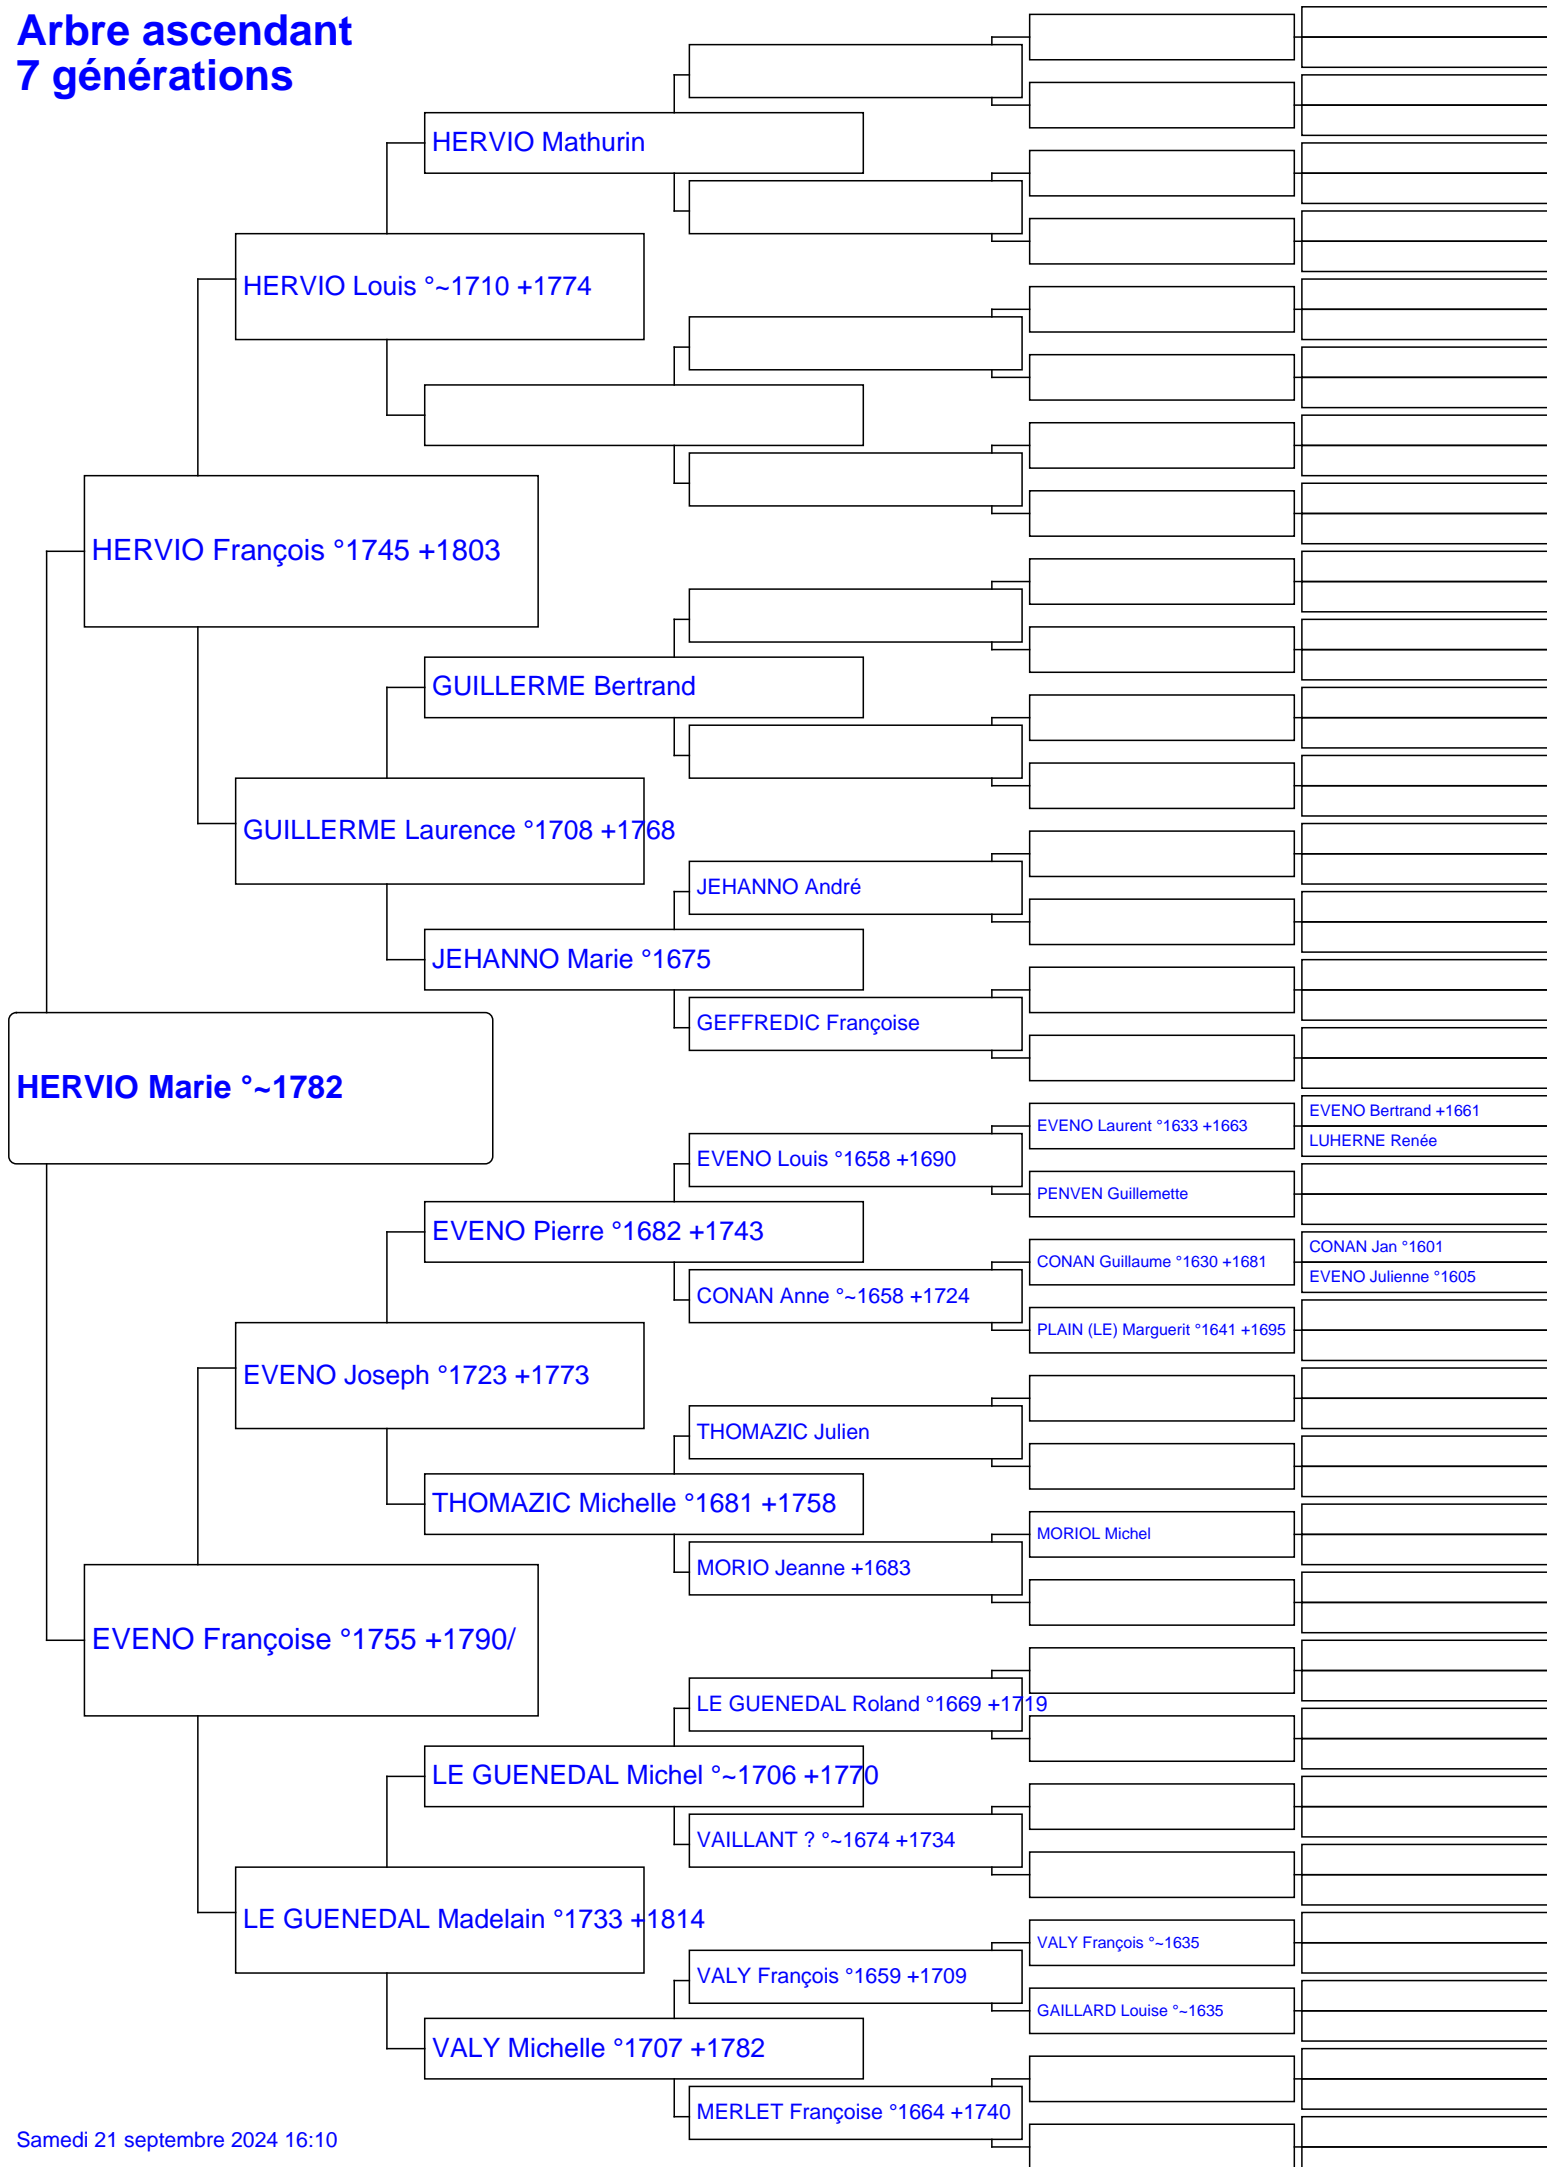 Arbre ascendant
7 générations
HERVIO Mathurin
HERVIO Louis °~1710 +1774
HERVIO François °1745 +1803
GUILLERME Bertrand
GUILLERME Laurence °1708 +1768
JEHANNO André
JEHANNO Marie °1675
GEFFREDIC Françoise
HERVIO Marie °~1782
EVENO Bertrand +1661
EVENO Laurent °1633 +1663
LUHERNE Renée
EVENO Louis °1658 +1690
PENVEN Guillemette
EVENO Pierre °1682 +1743
CONAN Jan °1601
CONAN Guillaume °1630 +1681
EVENO Julienne °1605
CONAN Anne °~1658 +1724
PLAIN (LE) Marguerit °1641 +1695
EVENO Joseph °1723 +1773
THOMAZIC Julien
THOMAZIC Michelle °1681 +1758
MORIOL Michel
MORIO Jeanne +1683
EVENO Françoise °1755 +1790/
LE GUENEDAL Roland °1669 +1719
LE GUENEDAL Michel °~1706 +1770
VAILLANT ? °~1674 +1734
LE GUENEDAL Madelain °1733 +1814
VALY François °~1635
VALY François °1659 +1709
GAILLARD Louise °~1635
VALY Michelle °1707 +1782
MERLET Françoise °1664 +1740
Samedi 21 septembre 2024 16:10